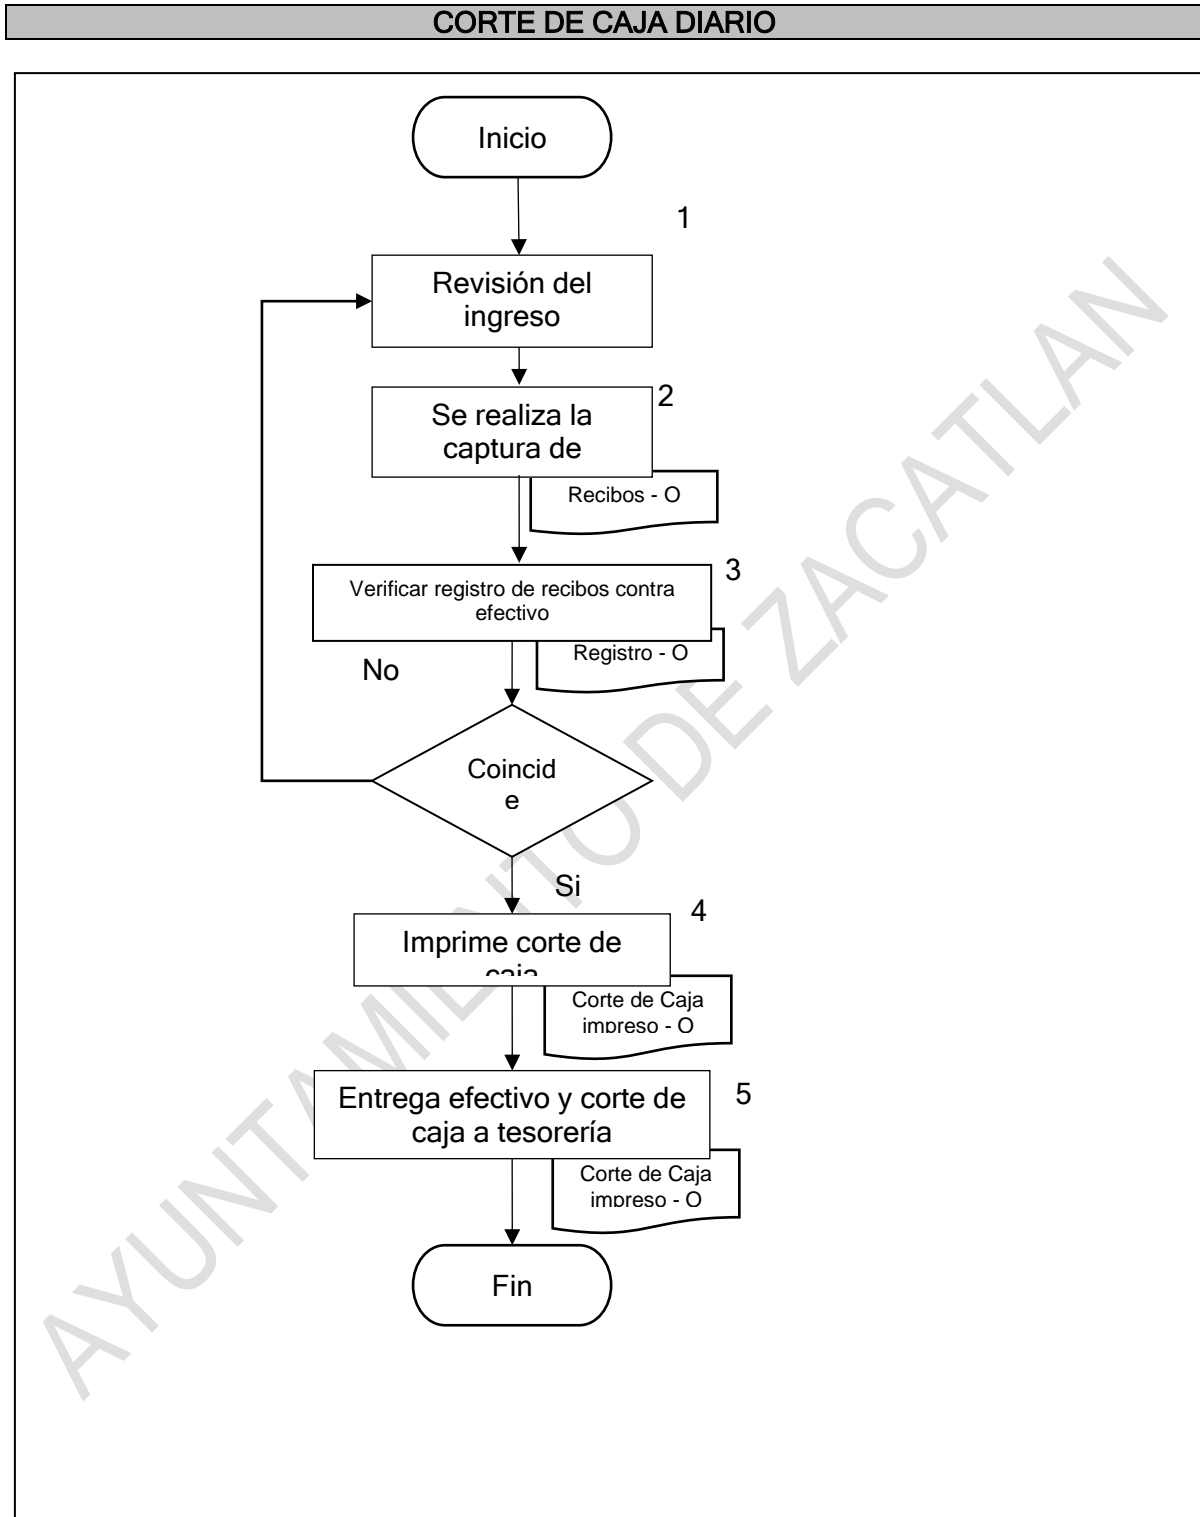 CORTE DE CAJA DIARIO
Inicio
1
Revisión del
ingreso
2
Se realiza la
captura de
Recibos - O
3
Verificar registro de recibos contra
efectivo
Registro - O
No
Coincid
e
Si
4
Imprime corte de
caja
Corte de Caja
impreso - O
5
Entrega efectivo y corte de
caja a tesorería
Corte de Caja
impreso - O
Fin
AYUNTAMIENTO DE ZACATLAN